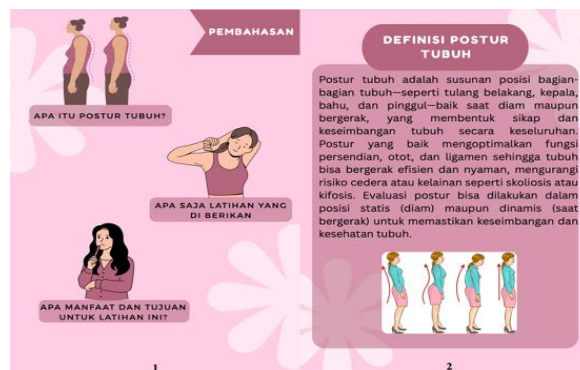 PEMBAHASAN
APA ITU POSTUR TUBUH?
APA SAJA LATIHAN YANG
DI BERIKAN
APA MANFAAT DAN TUJUAN
UNTUK LATIHAN INI?
1
DEFINISI POSTUR
TUBUH
Postur tubuh adalah susunan posisi bagian-
bagian tubuh—seperti tulang belakang, kepala,
bahu, dan pinggul—baik saat diam maupun
bergerak, yang membentuk sikap dan
keseimbangan tubuh secara keseluruhan.
Postur yang baik mengoptimalkan fungsi
persendian, otot, dan ligamen sehingga tubuh
bisa bergerak efisien dan nyaman, mengurangi
risiko cedera atau kelainan seperti skoliosis atau
kifosis. Evaluasi postur bisa dilakukan dalam
posisi statis (diam) maupun dinamis (saat
bergerak) untuk memastikan keseimbangan dan
kesehatan tubuh.
2